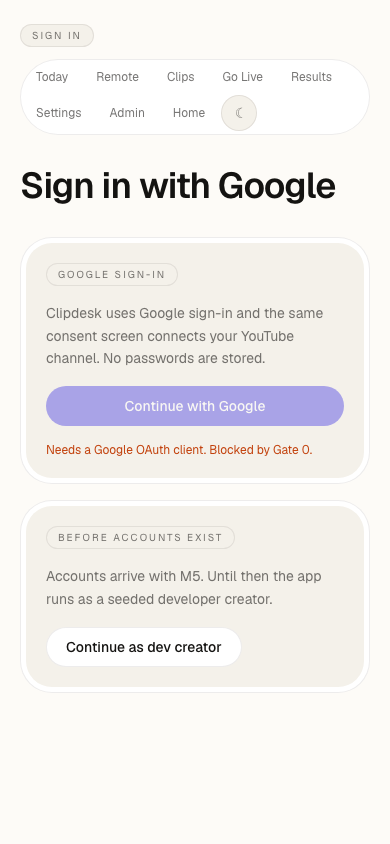 SIGN IN
Today Remote Clips Go Live Results
Settings Admin Home
Sign in with Google
GOOGLE SIGN-IN
Clipdesk uses Google sign-in and the same
consent screen connects your YouTube
channel. No passwords are stored.
Continue with Google
Needs a Google OAuth client. Blocked by Gate 0.
BEFORE ACCOUNTS EXIST
Accounts arrive with M5. Until then the app
runs as a seeded developer creator.
Continue as dev creator